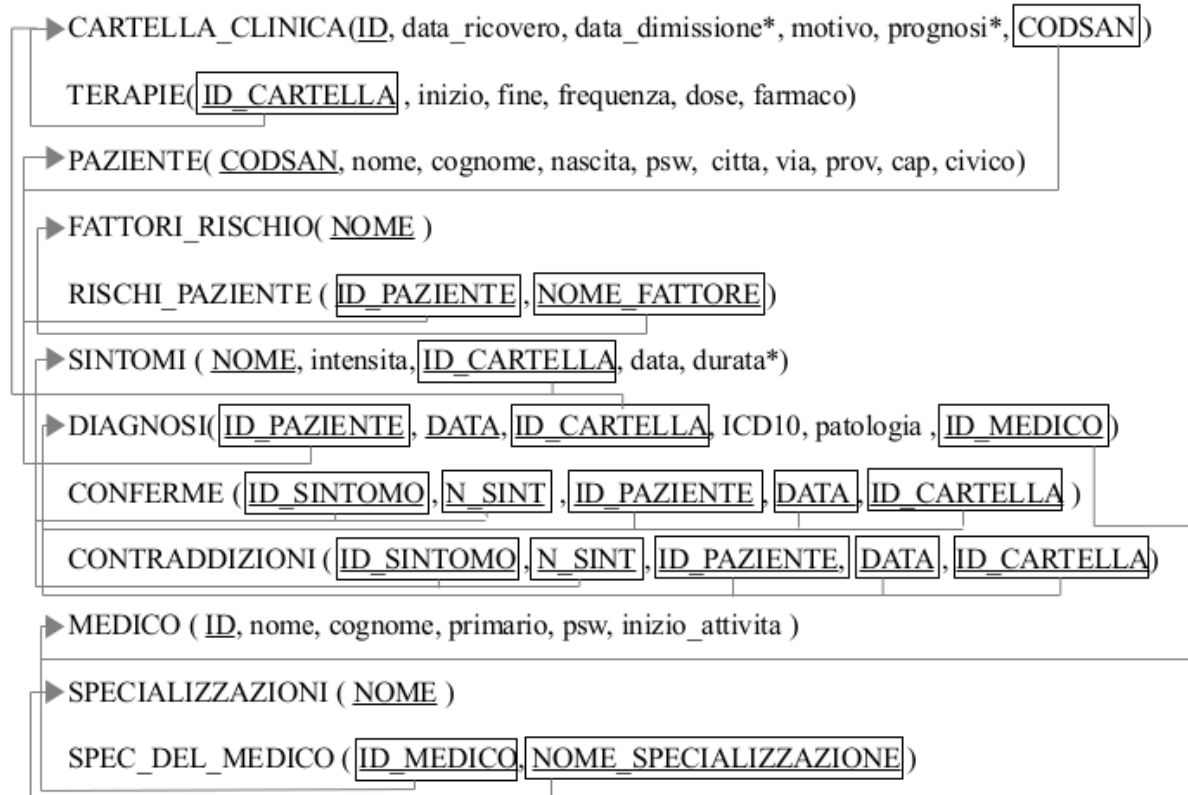 CARTELLA_CLINICA(ID, data_ricovero, data_dimissione*, motivo, prognosi*, CODSAN)
TERAPIE( ID_CARTELLA , inizio, fine, frequenza, dose, farmaco)
PAZIENTE( CODSAN, nome, cognome, nascita, psw, citta, via, prov, cap, civico)
FATTORI_RISCHIO( NOME )
RISCHI_PAZIENTE ( ID_PAZIENTE, NOME_FATTORE )
SINTOMI ( NOME, intensita, ID_CARTELLA, data, durata*)
DIAGNOSI( ID_PAZIENTE , DATA, ID_CARTELLA, ICD10, patologia , ID_MEDICO )
CONFERME ( ID_SINTOMO , N_SINT , ID_PAZIENTE , DATA , ID_CARTELLA )
CONTRADDIZIONI ( ID_SINTOMO , N_SINT , ID_PAZIENTE, DATA , ID_CARTELLA)
MEDICO ( ID, nome, cognome, primario, psw, inizio_attivita )
SPECIALIZZAZIONI ( NOME )
SPEC_DEL_MEDICO ( ID_MEDICO, NOME_SPECIALIZZAZIONE )